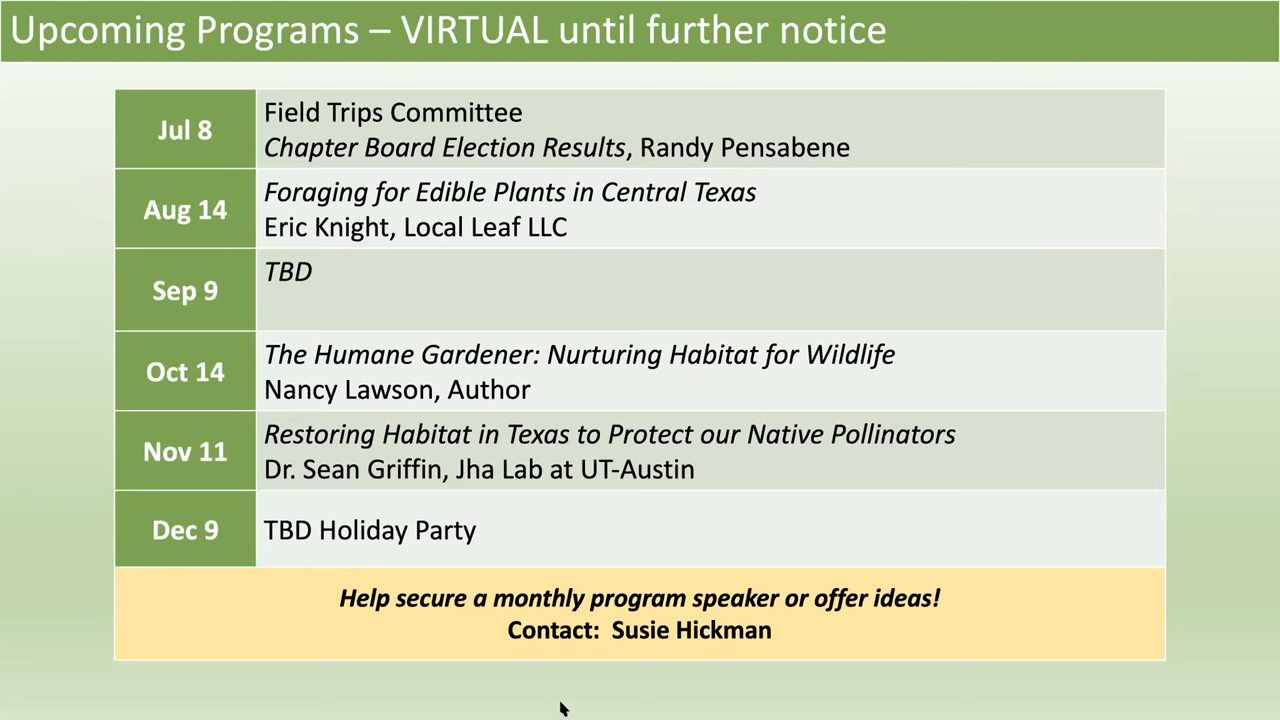 Upcoming Programs – VIRTUAL until further notice
Jul 8
Field Trips Committee
Chapter Board Election Results, Randy Pensabene
Aug 14
Foraging for Edible Plants in Central Texas
Eric Knight, Local Leaf LLC
Sep 9
TBD
Oct 14
The Humane Gardener: Nurturing Habitat for Wildlife
Nancy Lawson, Author
Nov 11
Restoring Habitat in Texas to Protect our Native Pollinators
Dr. Sean Griffin, Jha Lab at UT-Austin
Dec 9
TBD Holiday Party
Help secure a monthly program speaker or offer ideas!
Contact:  Susie Hickman